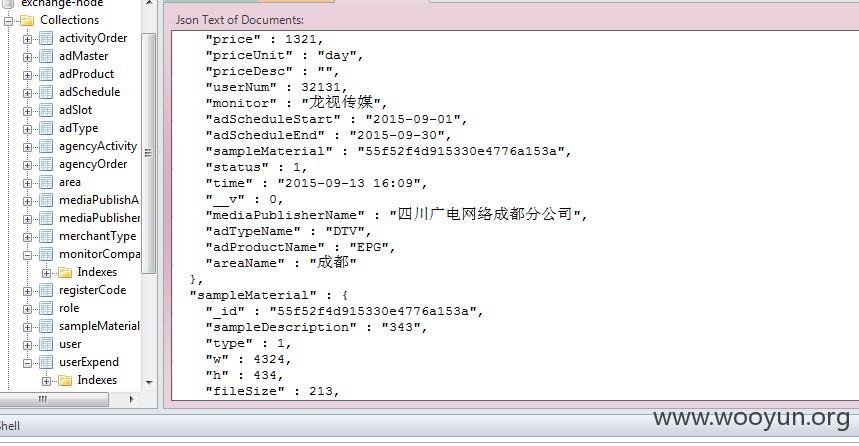 exchange-node
Collections
activityOrder
adMaster
adProduct
adSchedule
adSlot
adType
agencyActivity
agencyOrder
area
mediaPublishA
mediaPublisher
merchantType
monitorCompa
Indexes
registerCode
role
sampleMaterial
user
userExpend
Indexes
Json Text of Documents:
"price" : 1321,
"priceUnit" : "day",
"priceDesc" : "",
"userNum" : 32131,
"monitor" : "龙视传媒",
"adScheduleStart" : "2015-09-01",
"adScheduleEnd" : "2015-09-30",
"sampleMaterial" : "55f52f4d915330e4776a153a",
"status" : 1,
"time" : "2015-09-13 16:09",
"__v" : 0,
"mediaPublisherName" : "四川广电网络成都分公司",
"adTypeName" : "DTV",
"adProductName" : "EPG",
"areaName" : "成都"
},
"sampleMaterial" : {
"_id" : "55f52f4d915330e4776a153a",
"sampleDescription" : "343",
"type" : 1,
"w" : 4324,
"h" : 434,
"fileSize" : 213,
Shell
www.wooyun.org